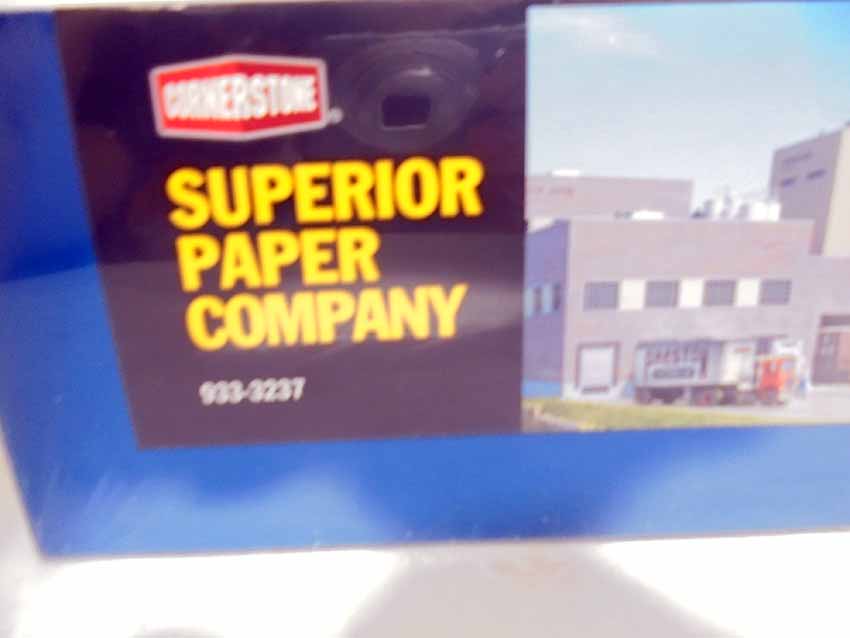 CORNERSTONE
SUPERIOR
PAPER
COMPANY
933-3237